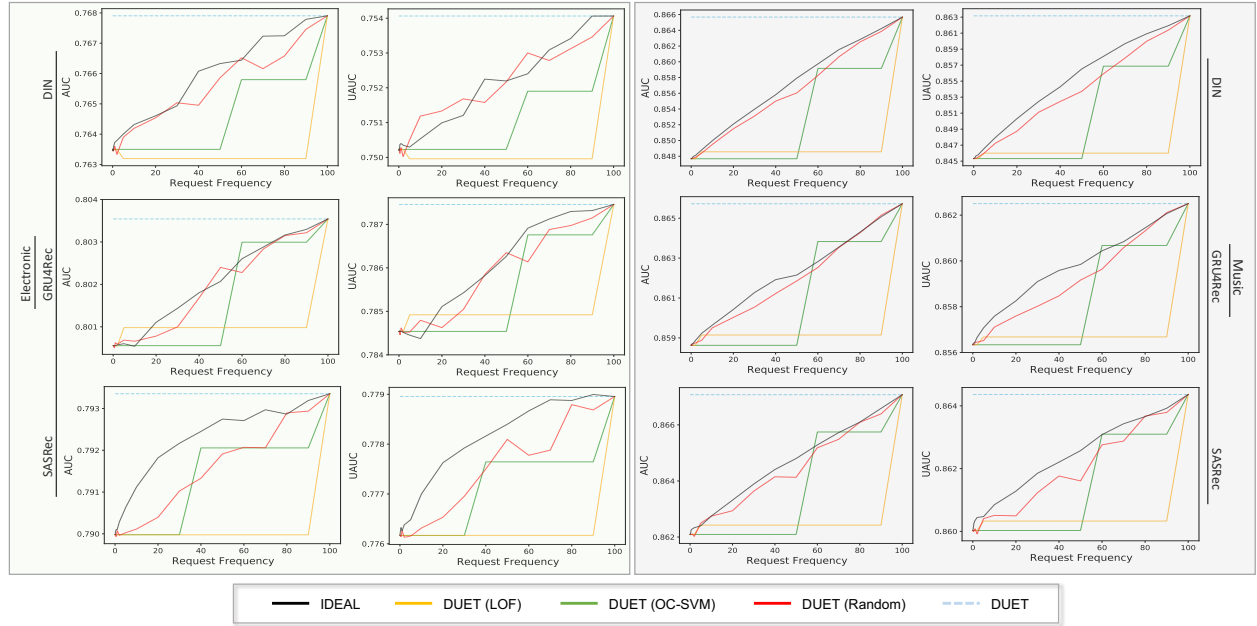 DIN
AUC
0.768
0.767
0.766
0.765
0.764
0.763
0 20 40 60 80 100
Request Frequency
UAUC
0.754
0.753
0.752
0.751
0.750
0 20 40 60 80 100
Request Frequency
AUC
0.866
0.864
0.862
0.860
0.858
0.856
0.854
0.852
0.850
0.848
0 20 40 60 80 100
Request Frequency
UAUC
0.863
0.861
0.859
0.857
0.855
0.853
0.851
0.849
0.847
0.845
0 20 40 60 80 100
Request Frequency
DIN
Electronic
GRU4Rec
AUC
0.804
0.803
0.802
0.801
0 20 40 60 80 100
Request Frequency
UAUC
0.787
0.786
0.785
0.784
0 20 40 60 80 100
Request Frequency
AUC
0.865
0.863
0.861
0.859
0 20 40 60 80 100
Request Frequency
UAUC
0.862
0.860
0.858
0.856
0 20 40 60 80 100
Request Frequency
Music
GRU4Rec
SASRec
AUC
0.793
0.792
0.791
0.790
0 20 40 60 80 100
Request Frequency
UAUC
0.779
0.778
0.777
0.776
0 20 40 60 80 100
Request Frequency
AUC
0.866
0.864
0.862
0 20 40 60 80 100
Request Frequency
UAUC
0.864
0.862
0.860
0 20 40 60 80 100
Request Frequency
SASRec
IDEAL DUET (LOF) DUET (OC-SVM) DUET (Random) DUET